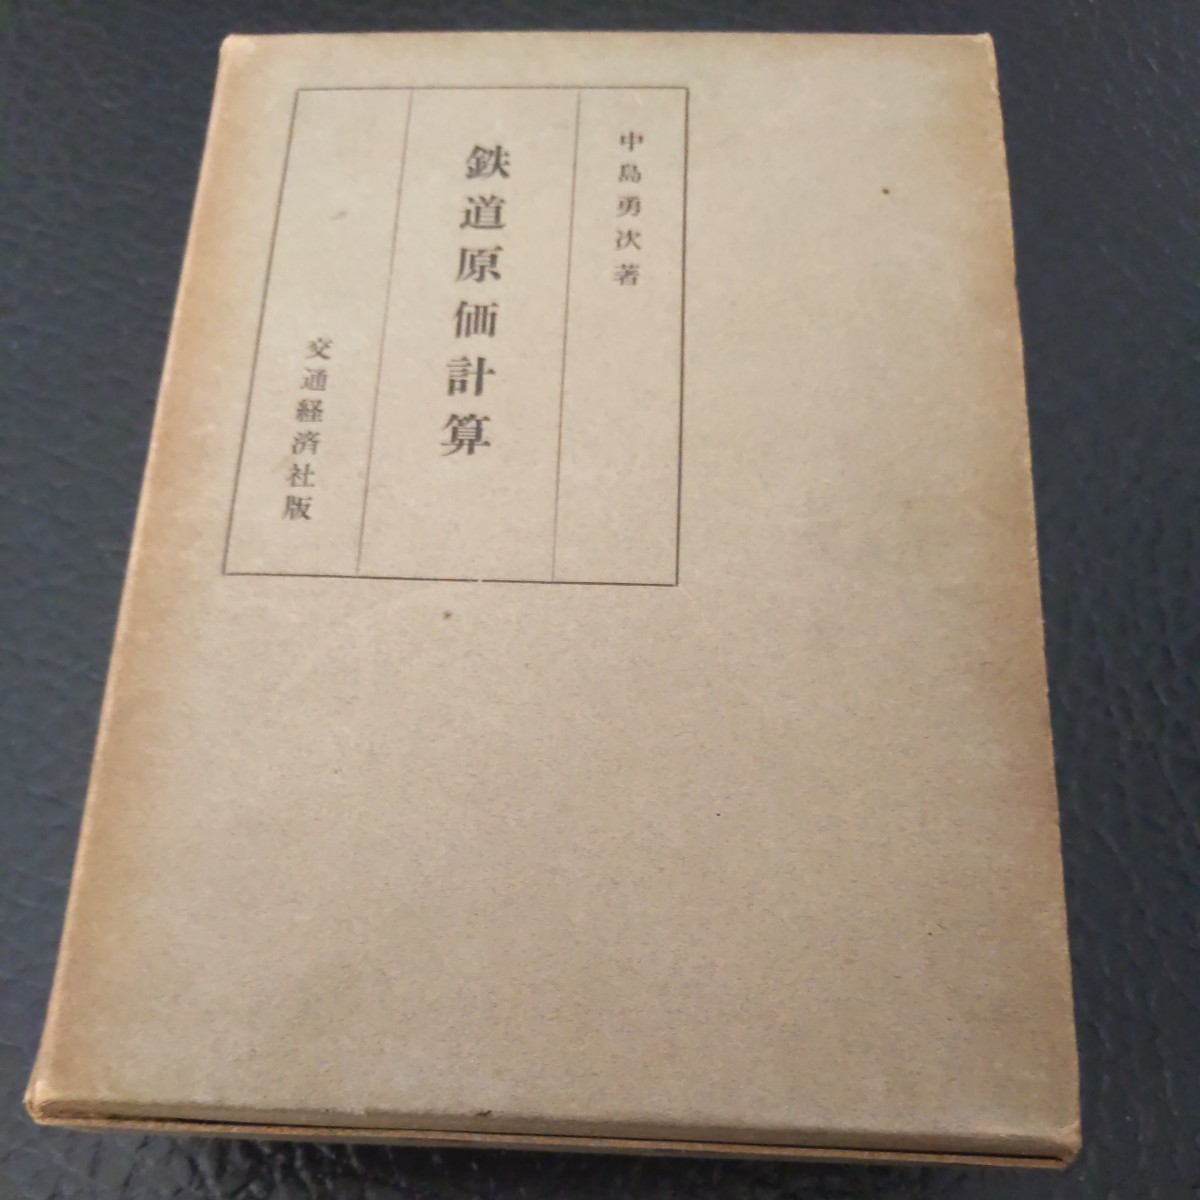 中島勇次著
鉄道原価計算
交通経済社版